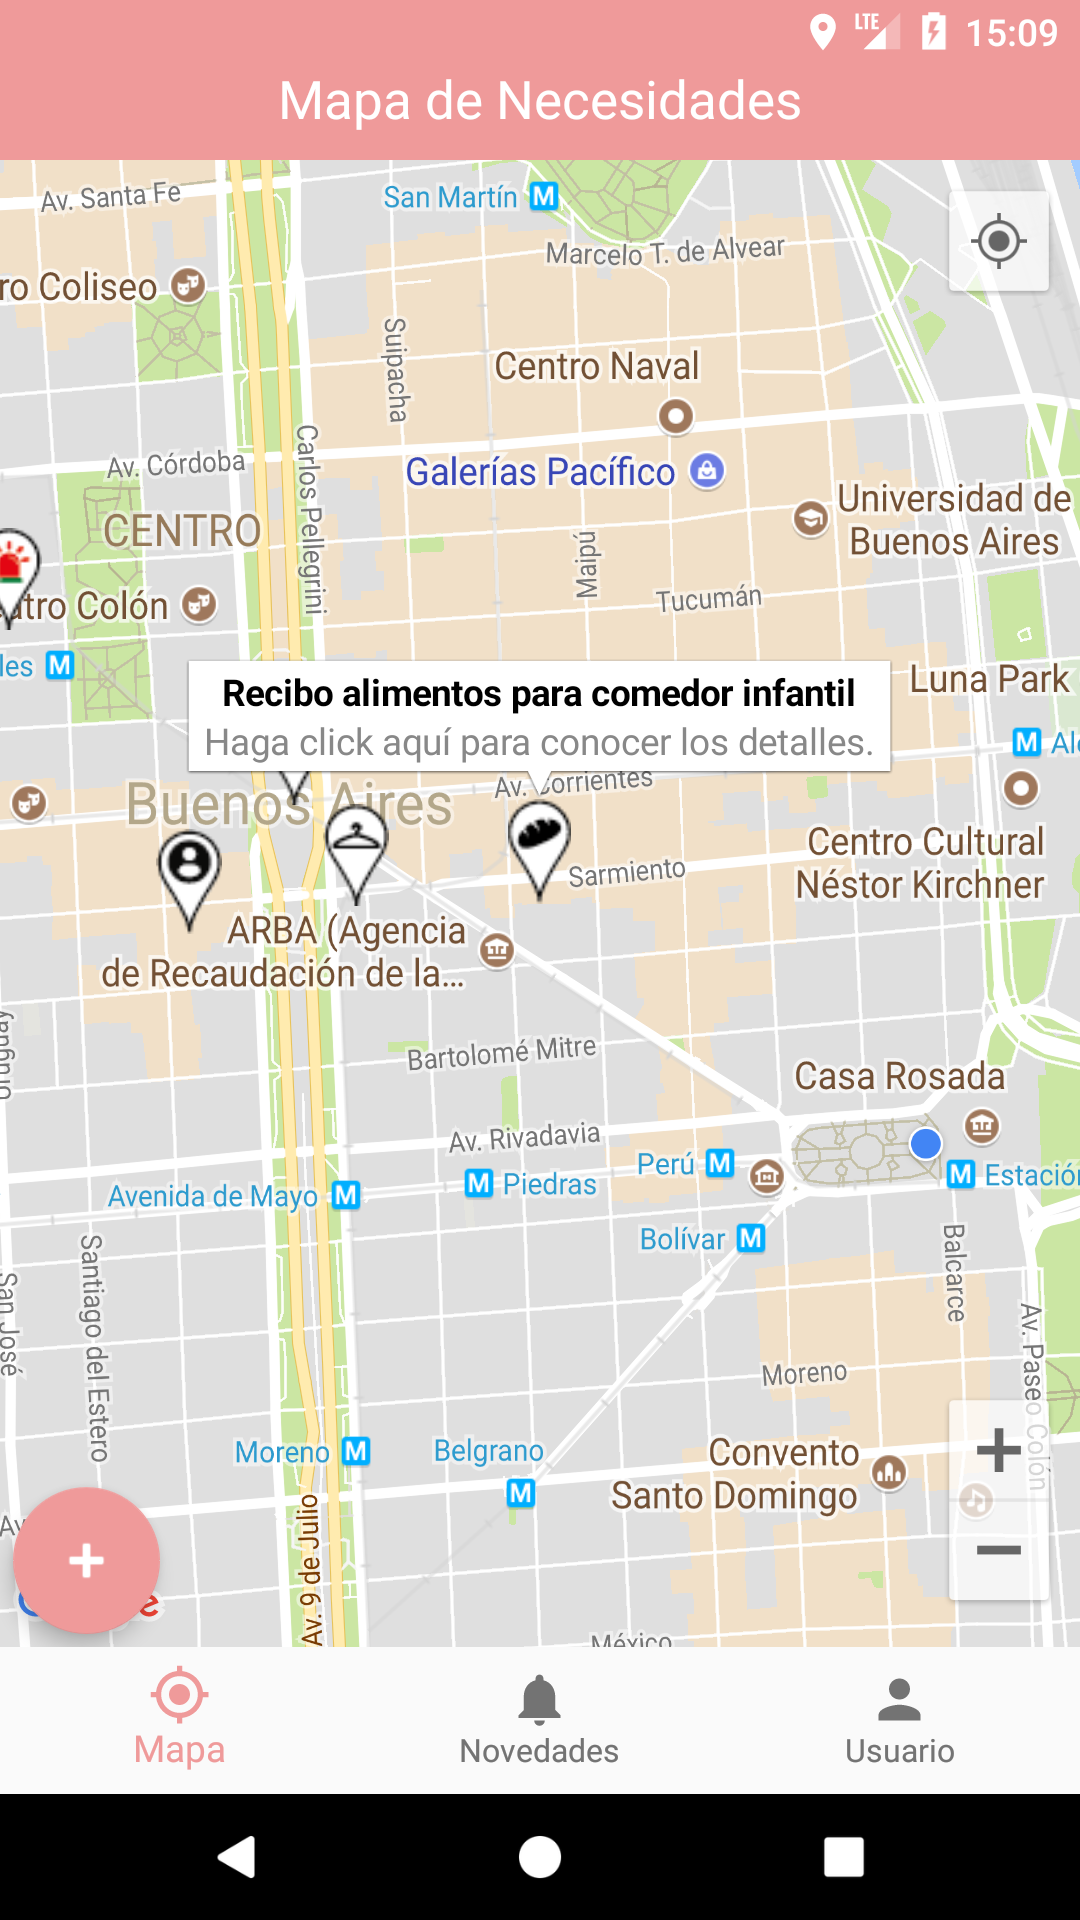 LTE 15:09
Mapa de Necesidades
Av. Santa Fe
San Martín M
Marcelo T. de Alvear
ro Coliseo
Suipacha
Centro Naval
Carlos Pellegrini
Av. Córdoba
Galerías Pacífico
Universidad de
Buenos Aires
CENTRO
Maipú
Tucumán
atro Colón
les M
Luna Park
Recibo alimentos para comedor infantil
Haga click aquí para conocer los detalles.
M Ale
Av. Corrientes
Buenos Aires
Centro Cultural
Néstor Kirchner
Sarmiento
ARBA (Agencia
de Recaudación de la...
Uruguay
Bartolomé Mitre
Casa Rosada
Av. Rivadavia
Perú M
M Piedras
M Estación
Avenida de Mayo M
Bolívar M
Balcarce
Santiago del Estero
San José
Av. Paseo Colón
Moreno
Moreno M
Belgrano
M
Convento
Santo Domingo
Av
Av. 9 de Julio
México
Mapa
Novedades
Usuario